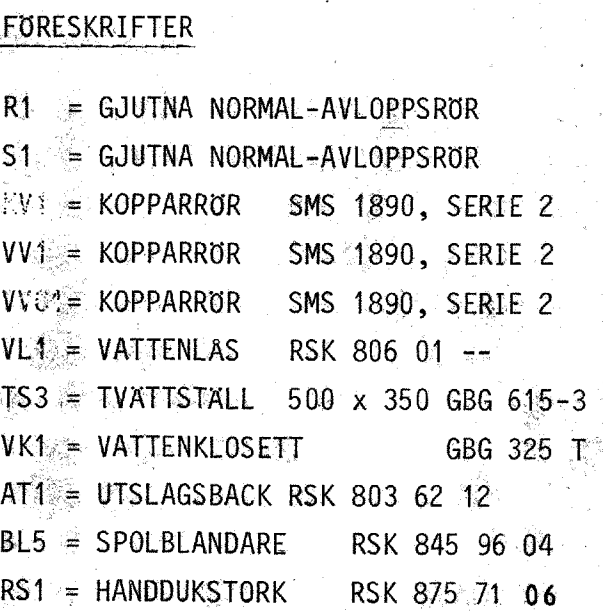 FÖRESKRIFTER
R1 = GJUTNA NORMAL-AVLOPPSRÖR
S1 = GJUTNA NORMAL-AVLOPPSRÖR
KV1 = KOPPARRÖR SMS 1890, SERIE 2
VV1 = KOPPARRÖR SMS 1890, SERIE 2
VVC1 = KOPPARRÖR SMS 1890, SERIE 2
VL1 = VATTENLÅS RSK 806 01 --
TS3 = TVÄTTSTÄLL 500 x 350 GBG 615-3
VK1 = VATTENKLOSETT GBG 325 T
AT1 = UTSLAGSBACK RSK 803 62 12
BL5 = SPOLBLANDARE RSK 845 96 04
RS1 = HANDDUKSTORK RSK 875 71 06